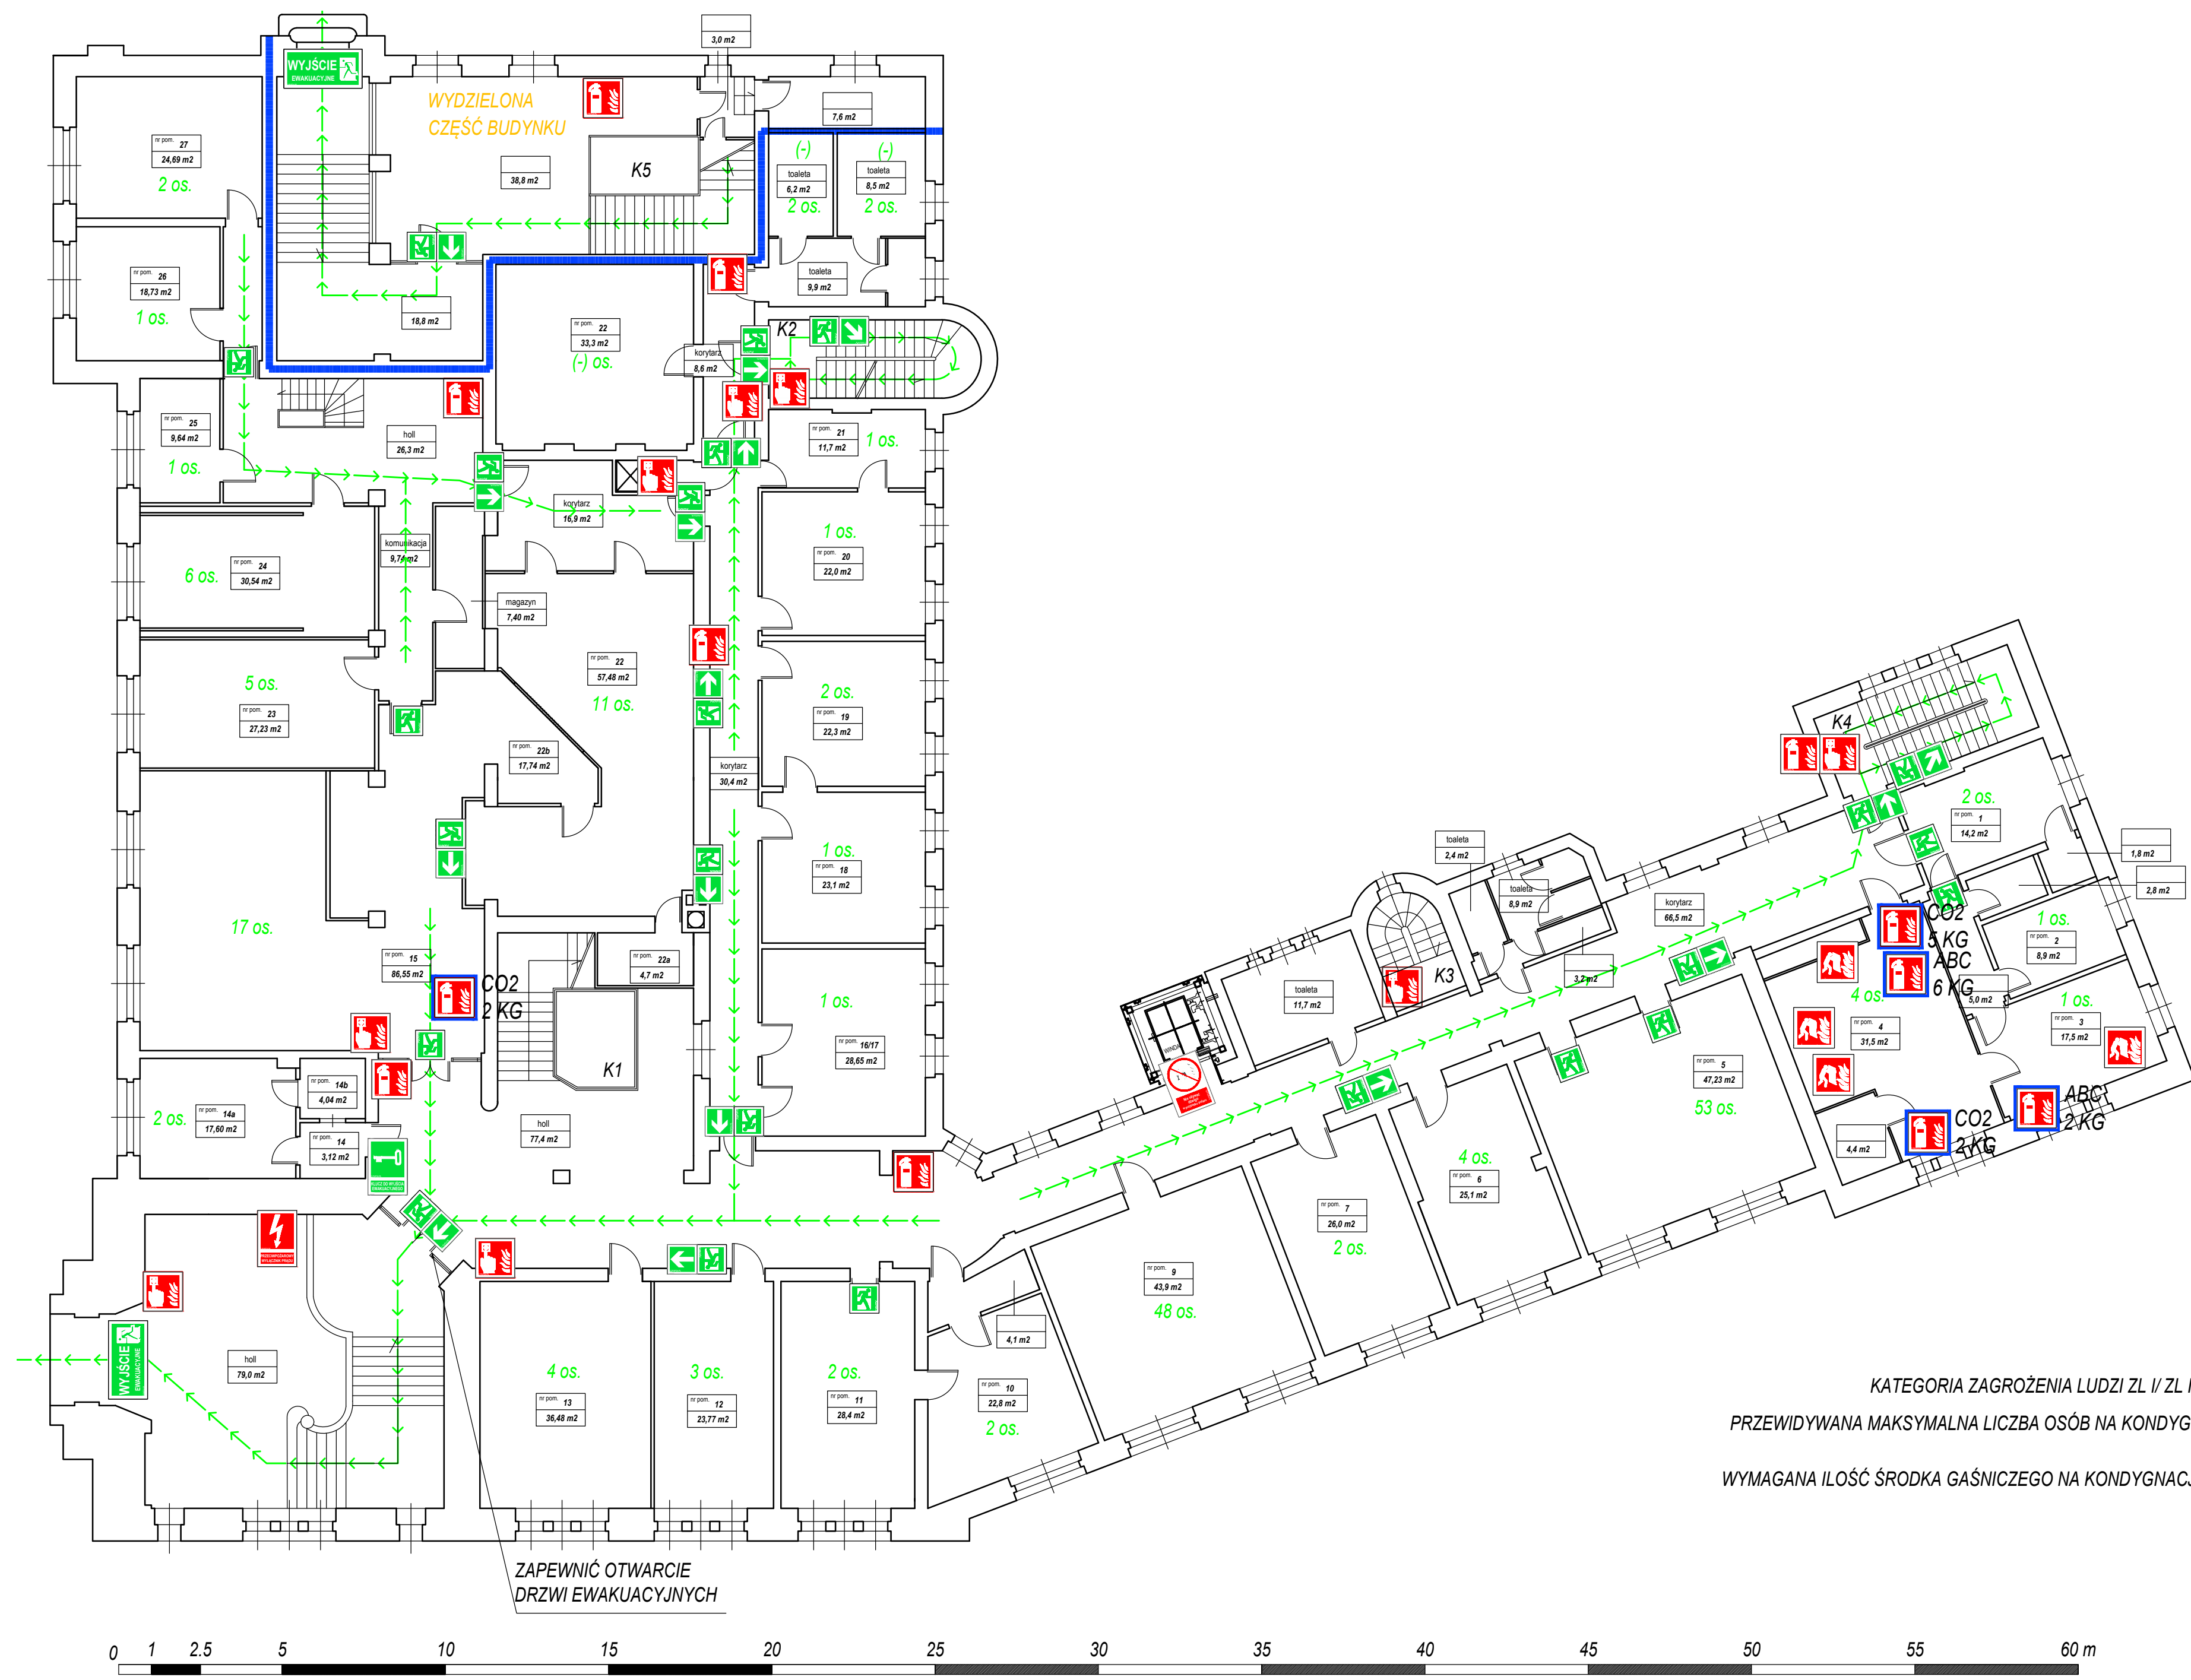 3,0 m2
WYJŚCIE
EWAKUACYJNE
WYDZIELONA
CZĘŚĆ BUDYNKU
7,6 m2
nr pom. 27
24,69 m2
2 os.
38,8 m2
K5
(-)
toaleta
6,2 m2
2 os.
(-)
toaleta
8,5 m2
2 os.
nr pom. 26
18,73 m2
1 os.
18,8 m2
toaleta
9,9 m2
nr pom. 22
33,3 m2
(-) os.
K2
korytarz
8,6 m2
nr pom. 25
9,64 m2
1 os.
holl
26,3 m2
nr pom. 21
11,7 m2
1 os.
korytarz
16,9 m2
komunikacja
9,74 m2
nr pom. 24
30,54 m2
6 os.
1 os.
nr pom. 20
22,0 m2
magazyn
7,40 m2
nr pom. 22
57,48 m2
11 os.
5 os.
nr pom. 23
27,23 m2
2 os.
nr pom. 19
22,3 m2
nr pom. 22b
17,74 m2
korytarz
30,4 m2
1 os.
nr pom. 18
23,1 m2
17 os.
nr pom. 15
86,55 m2
CO2
2 KG
nr pom. 22a
4,7 m2
K1
1 os.
nr pom. 16/17
28,65 m2
2 os.
nr pom. 14a
17,60 m2
nr pom. 14b
4,04 m2
nr pom. 14
3,12 m2
holl
77,4 m2
KLUCZ DO WYJŚCIA
EWAKUACYJNEGO
PRZECIWPOŻAROWY
WYŁĄCZNIK PRĄDU
WYJŚCIE
EWAKUACYJNE
holl
79,0 m2
4 os.
nr pom. 13
36,48 m2
3 os.
nr pom. 12
23,77 m2
2 os.
nr pom. 11
28,4 m2
4,1 m2
nr pom. 10
22,8 m2
2 os.
nr pom. 9
43,9 m2
48 os.
nr pom. 7
26,0 m2
2 os.
4 os.
nr pom. 6
25,1 m2
nr pom. 5
47,23 m2
53 os.
WINDA
toaleta
11,7 m2
K3
toaleta
2,4 m2
toaleta
8,9 m2
3,2 m2
korytarz
66,5 m2
K4
2 os.
nr pom. 1
14,2 m2
1,8 m2
2,8 m2
CO2
5 KG
ABC
6 KG
1 os.
nr pom. 2
8,9 m2
5,0 m2
4 os.
nr pom. 4
31,5 m2
1 os.
nr pom. 3
17,5 m2
4,4 m2
CO2
2 KG
ABC
2 KG
KATEGORIA ZAGROŻENIA LUDZI ZL I/ ZL
PRZEWIDYWANA MAKSYMALNA LICZBA OSÓB NA KONDYG
WYMAGANA ILOŚĆ ŚRODKA GAŚNICZEGO NA KONDYGNAC
ZAPEWNIĆ OTWARCIE
DRZWI EWAKUACYJNYCH
0 1 2.5 5 10 15 20 25 30 35 40 45 50 55 60 m